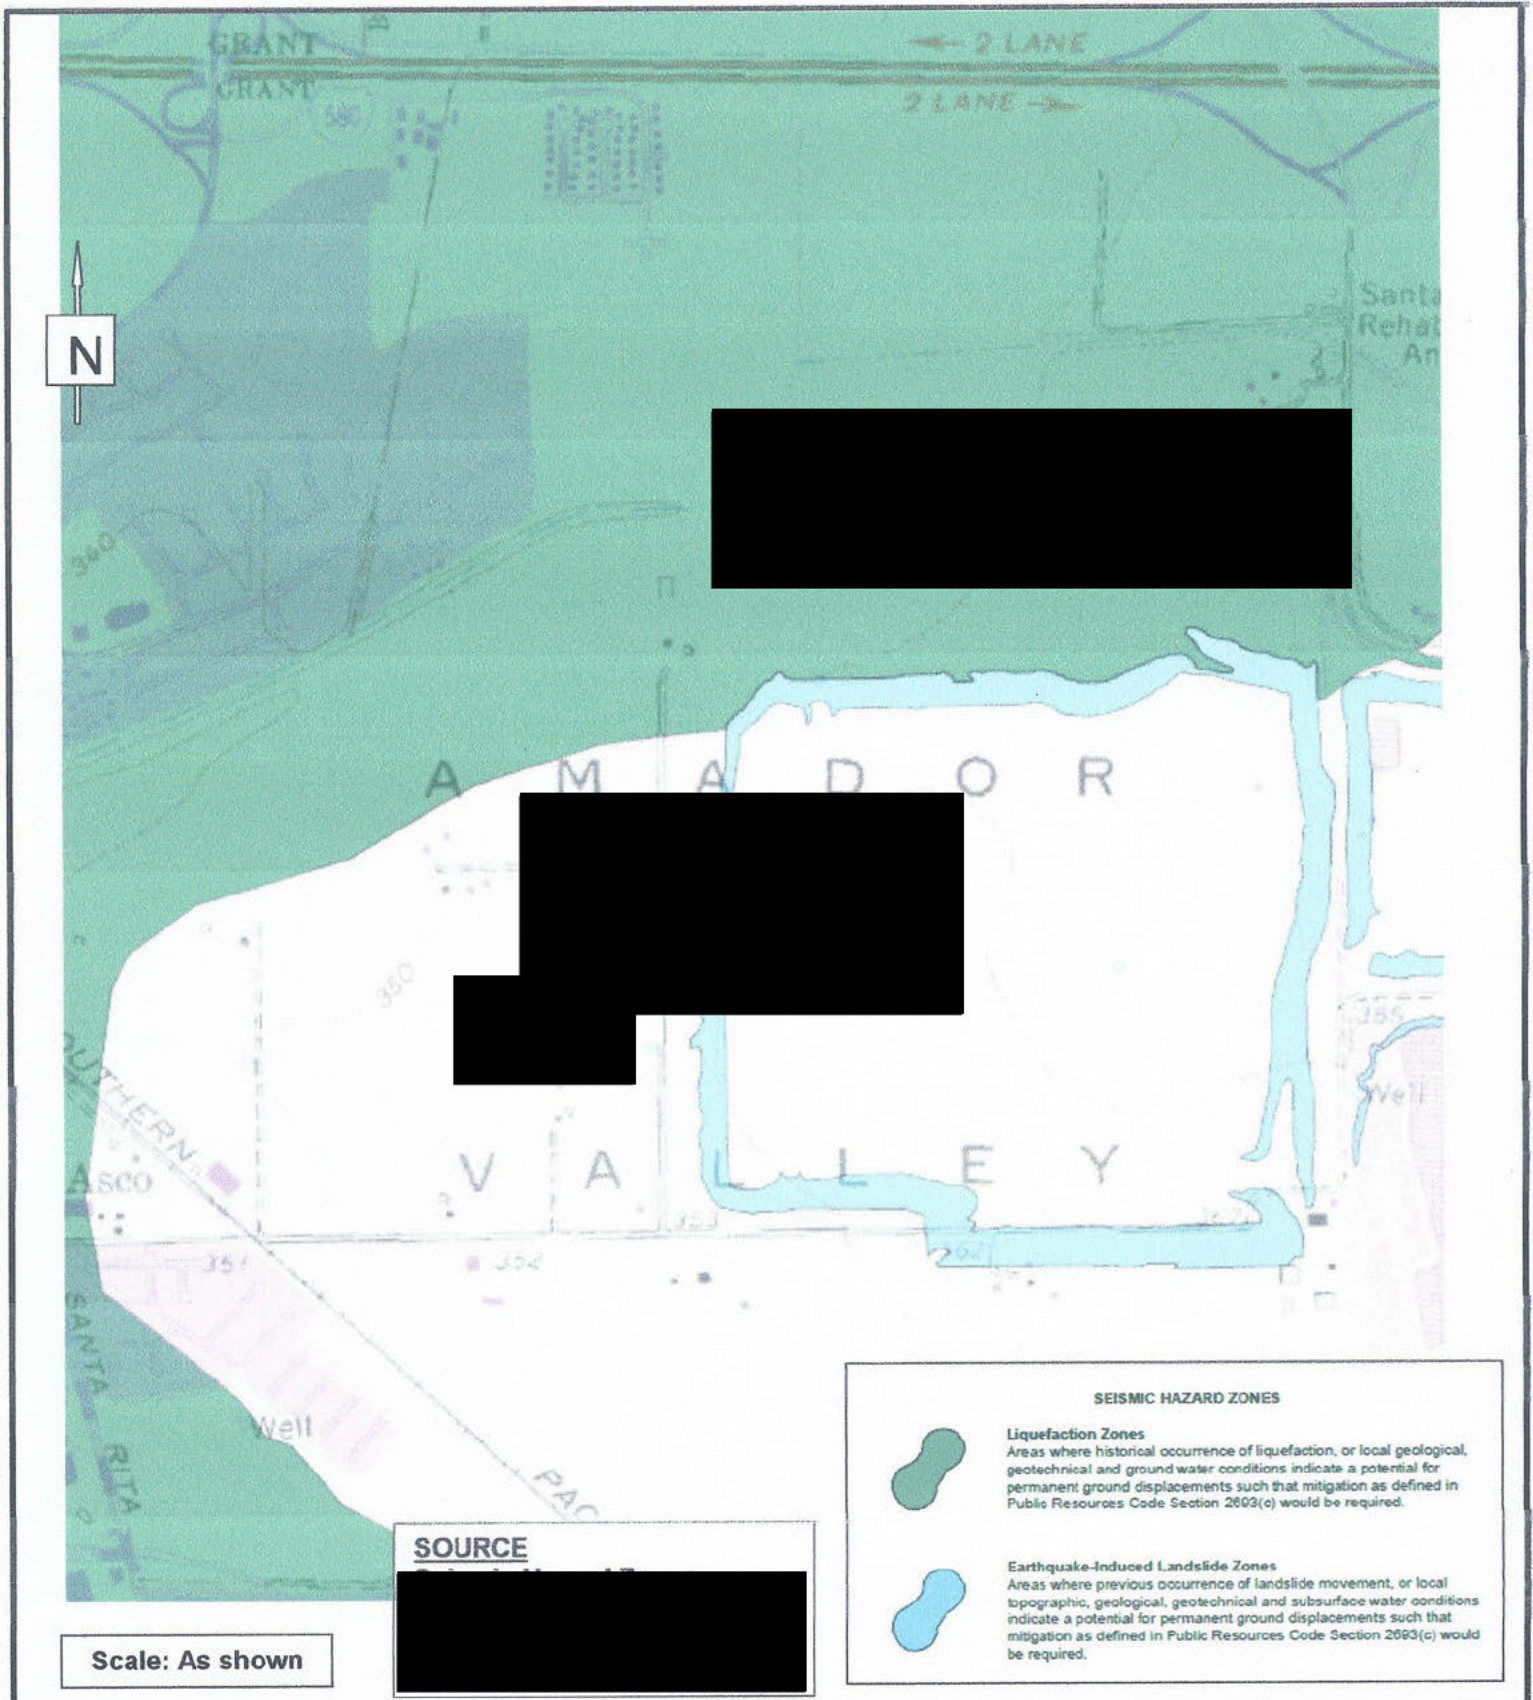 GRANT
GRANT
2 LANE
2 LANE
580
Santa
Rehab
An
N
340
A M A D O R
350
OUTHERN
355
Well
Asco
V A L L E Y
353
351
352
SANTA
RITA
Well
PAC
SOURCE
Scale: As shown
SEISMIC HAZARD ZONES
Liquefaction Zones
Areas where historical occurrence of liquefaction, or local geological,
geotechnical and ground water conditions indicate a potential for
permanent ground displacements such that mitigation as defined in
Public Resources Code Section 2693(c) would be required.
Earthquake-Induced Landslide Zones
Areas where previous occurrence of landslide movement, or local
topographic, geological, geotechnical and subsurface water conditions
indicate a potential for permanent ground displacements such that
mitigation as defined in Public Resources Code Section 2693(c) would
be required.